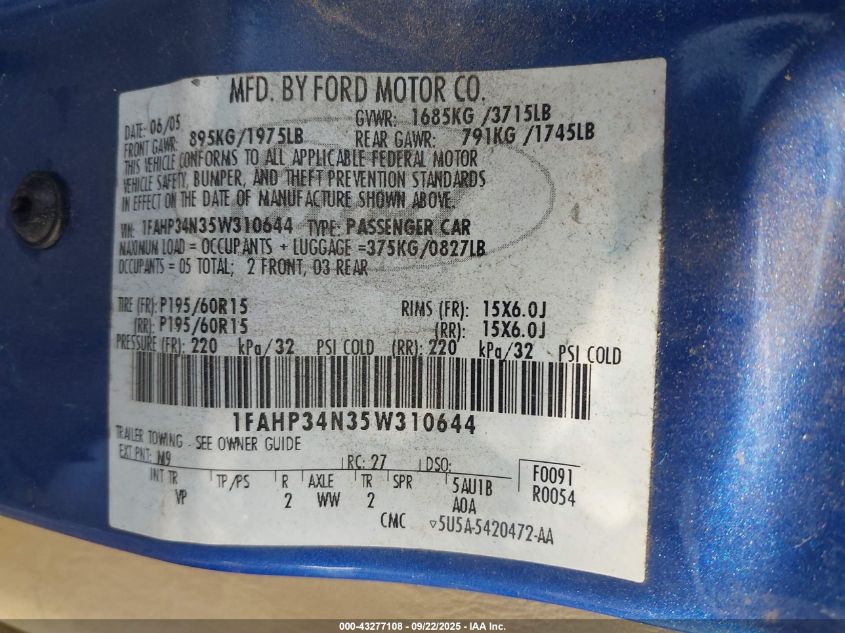 MFD. BY FORD MOTOR CO.
DATE: 06/05 GVWR: 1685KG /3715LB
FRONT GAWR: 895KG/1975LB REAR GAWR: 791KG /1745LB
THIS VEHICLE CONFORMS TO ALL APPLICABLE FEDERAL MOTOR
VEHICLE SAFETY, BUMPER, AND THEFT PREVENTION STANDARDS
IN EFFECT ON THE DATE OF MANUFACTURE SHOWN ABOVE.
VIN: 1FAHP34N35W310644 TYPE: PASSENGER CAR
MAXIMUM LOAD = OCCUPANTS + LUGGAGE =375KG/0827LB
OCCUPANTS = 05 TOTAL; 2 FRONT, 03 REAR
TIRE (FR): P195/60R15 RIMS (FR): 15X6.0J
(RR): P195/60R15 (RR): 15X6.0J
PRESSURE (FR): 220 kPa/32 PSI COLD (RR): 220 kPa/32 PSI COLD
1FAHP34N35W310644
TRAILER TOWING - SEE OWNER GUIDE
EXT PNT: M9 RC: 27 DSO: F0091
INT TR TP/PS R AXLE TR SPR 5AU1B R0054
VP 2 WW 2 A0A
CMC ▽5U5A-5420472-AA
000-43277108 - 09/22/2025 - IAA Inc.